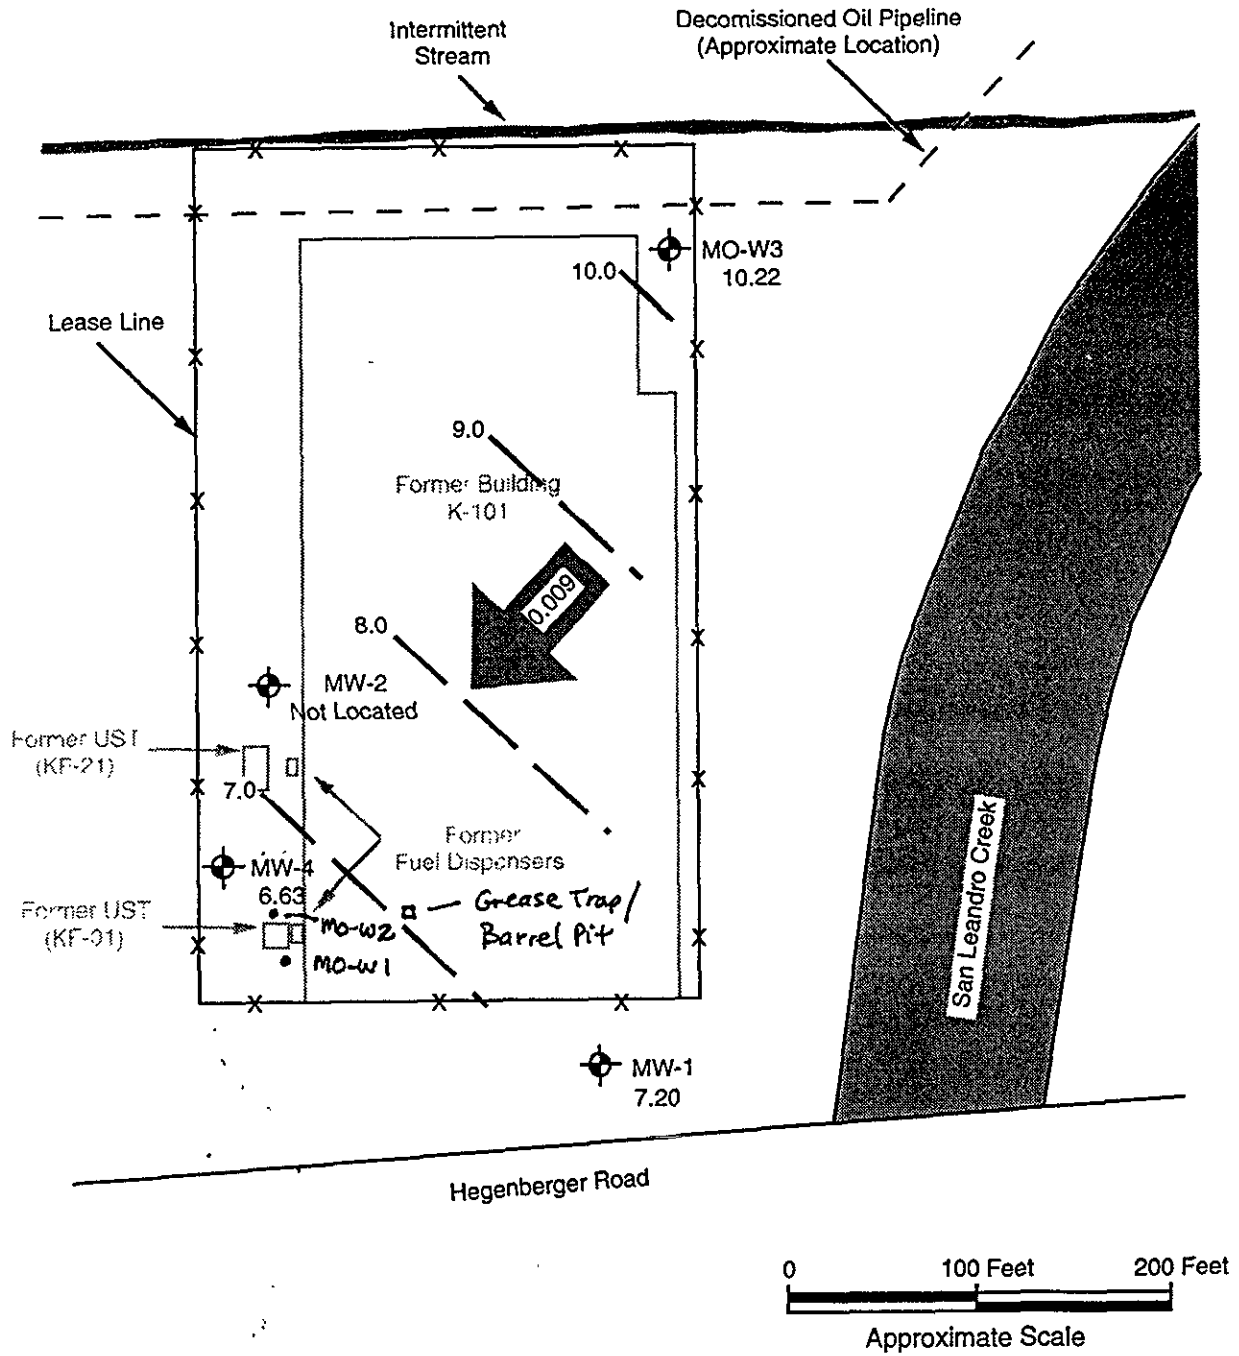 Intermittent
Stream
Decomissioned Oil Pipeline
(Approximate Location)
MO-W3
10.22
10.0
Lease Line
9.0
Former Building
K-101
0.009
8.0
MW-2
Not Located
Former UST
(KF-21)
7.0
Former
Fuel Dispensers
MW-4
6.63
Grease Trap/
Barrel Pit
Former UST
(KF-01)
MO-W2
MO-W1
San Leandro Creek
MW-1
7.20
Hegenberger Road
0 100 Feet 200 Feet
Approximate Scale